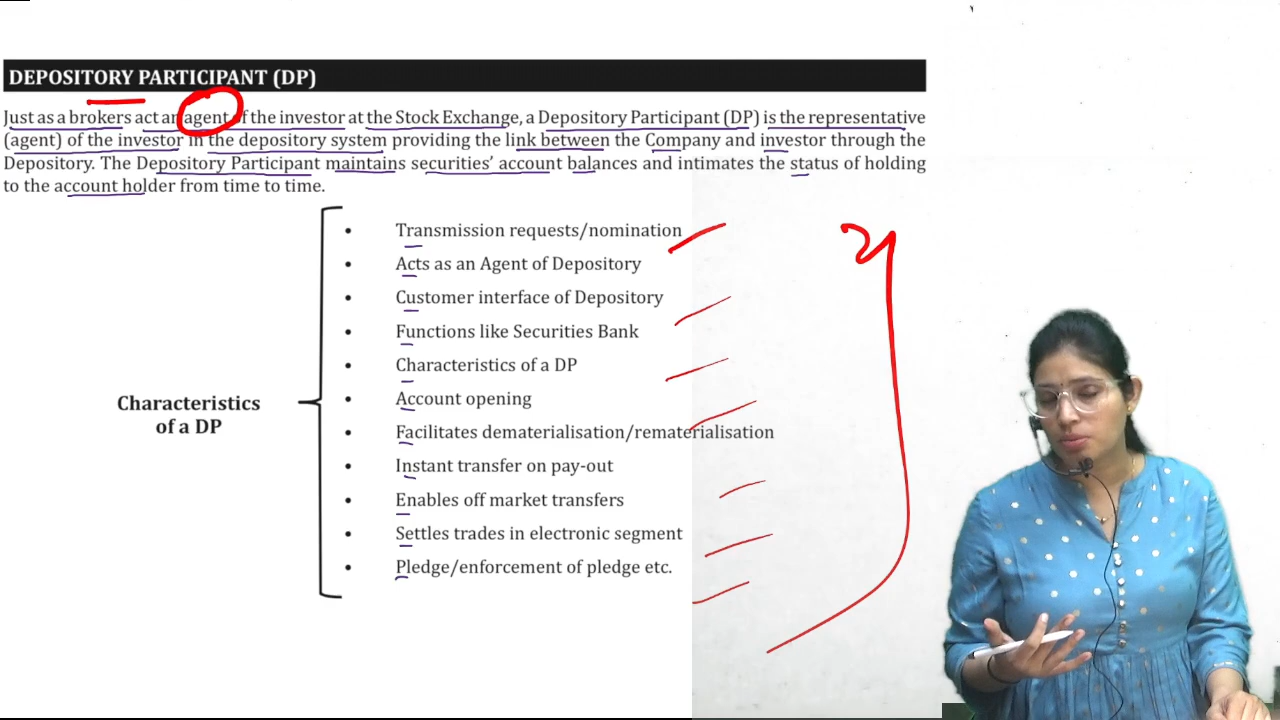 DEPOSITORY PARTICIPANT (DP)
Just as a brokers act an agent of the investor at the Stock Exchange, a Depository Participant (DP) is the representative
(agent) of the investor in the depository system providing the link between the Company and investor through the
Depository. The Depository Participant maintains securities' account balances and intimates the status of holding
to the account holder from time to time.
Characteristics
of a DP
• Transmission requests/nomination
• Acts as an Agent of Depository
• Customer interface of Depository
• Functions like Securities Bank
• Characteristics of a DP
• Account opening
• Facilitates dematerialisation/rematerialisation
• Instant transfer on pay-out
• Enables off market transfers
• Settles trades in electronic segment
• Pledge/enforcement of pledge etc.